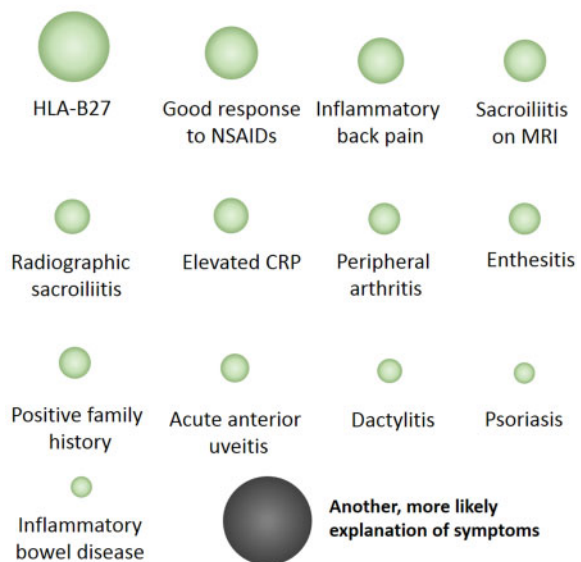 HLA-B27
Good response
to NSAIDs
Inflammatory
back pain
Sacroiliitis
on MRI
Radiographic
sacroiliitis
Elevated CRP
Peripheral
arthritis
Enthesitis
Positive family
history
Acute anterior
uveitis
Dactylitis
Psoriasis
Inflammatory
bowel disease
Another, more likely
explanation of symptoms